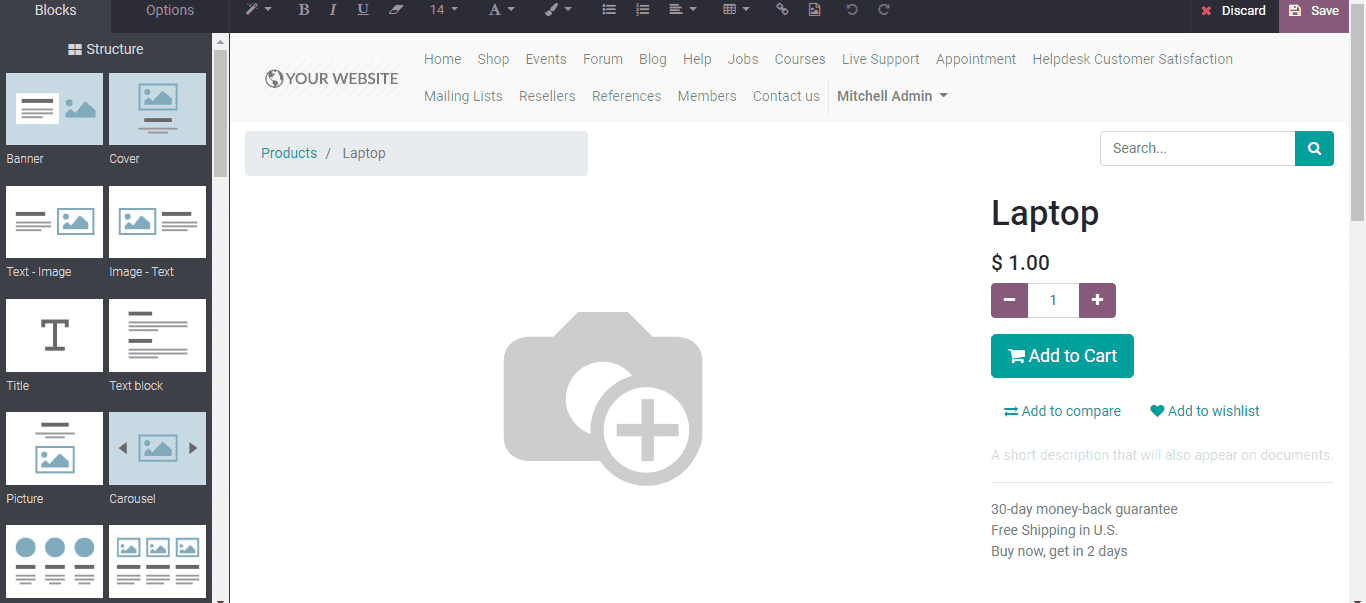 Blocks Options B I U 14 A Discard Save
Structure
Banner Cover
Text - Image Image - Text
Title Text block
Picture Carousel
YOUR WEBSITE
Home Shop Events Forum Blog Help Jobs Courses Live Support Appointment Helpdesk Customer Satisfaction
Mailing Lists Resellers References Members Contact us Mitchell Admin
Products / Laptop
Search...
Laptop
$ 1.00
1
Add to Cart
Add to compare Add to wishlist
A short description that will also appear on documents.
30-day money-back guarantee
Free Shipping in U.S.
Buy now, get in 2 days